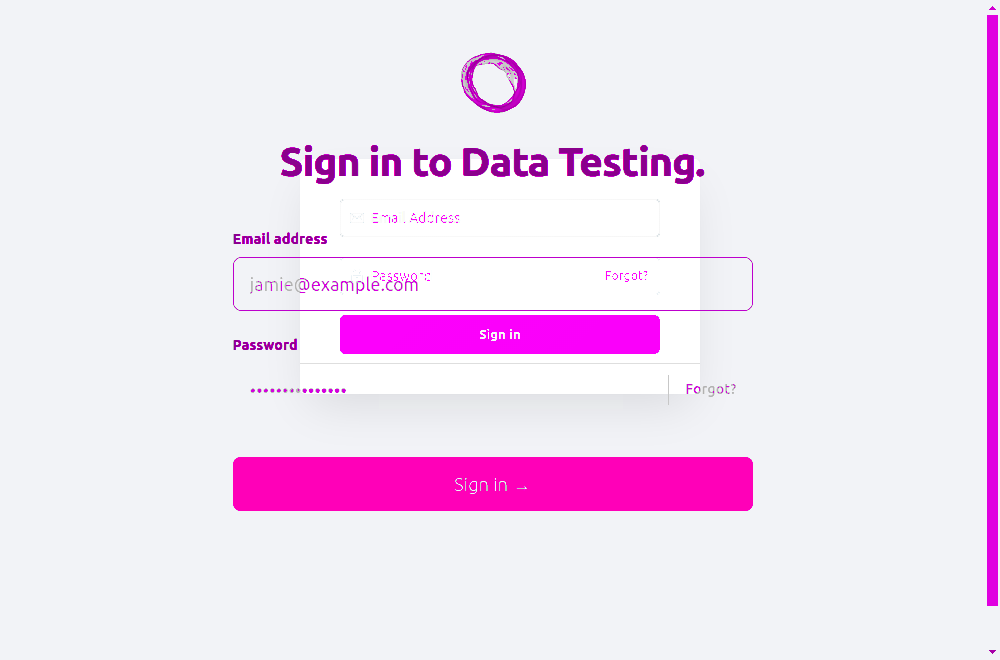 Sign in to Data Testing.
Email Address
Email address
Password Forgot?
jamie@example.com
Sign in
Password
Forgot?
Sign in →